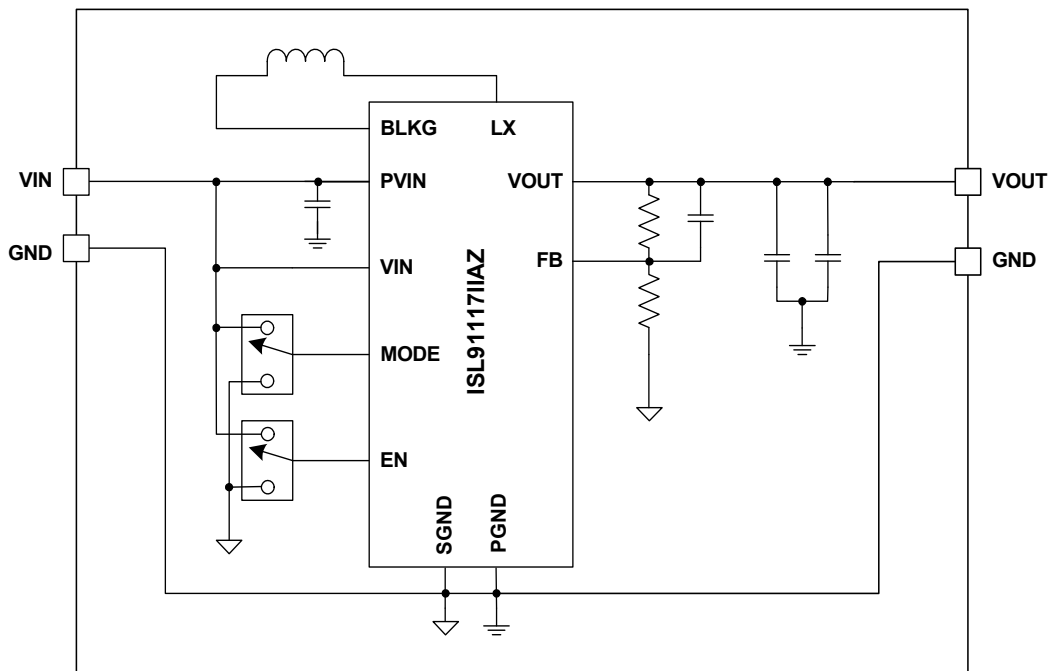 BLKG
LX
VIN
PVIN
VOUT
VOUT
GND
VIN
FB
GND
ISL91117IIAZ
MODE
EN
SGND
PGND